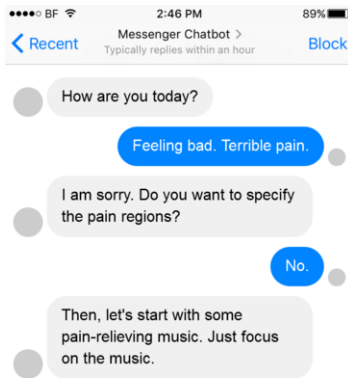 BF 2:46 PM 89%
Recent Messenger Chatbot > Block
Typically replies within an hour
How are you today?
Feeling bad. Terrible pain.
I am sorry. Do you want to specify
the pain regions?
No.
Then, let's start with some
pain-relieving music. Just focus
on the music.